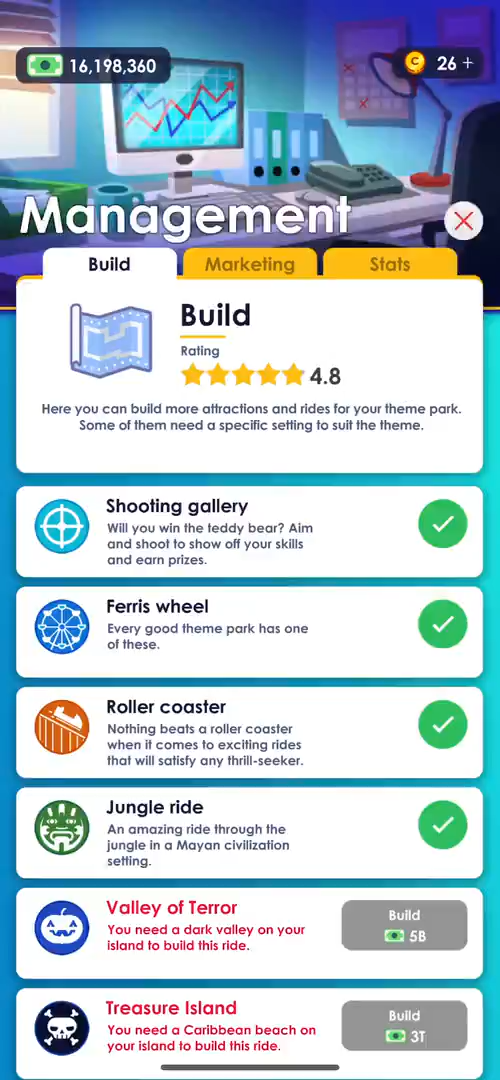 16,198,360
C
26 +
Management
Build
Marketing
Stats
Build
Rating
4.8
Here you can build more attractions and rides for your theme park.
Some of them need a specific setting to suit the theme.
Shooting gallery
Will you win the teddy bear? Aim
and shoot to show off your skills
and earn prizes.
Ferris wheel
Every good theme park has one
of these.
Roller coaster
Nothing beats a roller coaster
when it comes to exciting rides
that will satisfy any thrill-seeker.
Jungle ride
An amazing ride through the
jungle in a Mayan civilization
setting.
Valley of Terror
You need a dark valley on your
island to build this ride.
Build
5B
Treasure Island
You need a Caribbean beach on
your island to build this ride.
Build
3T